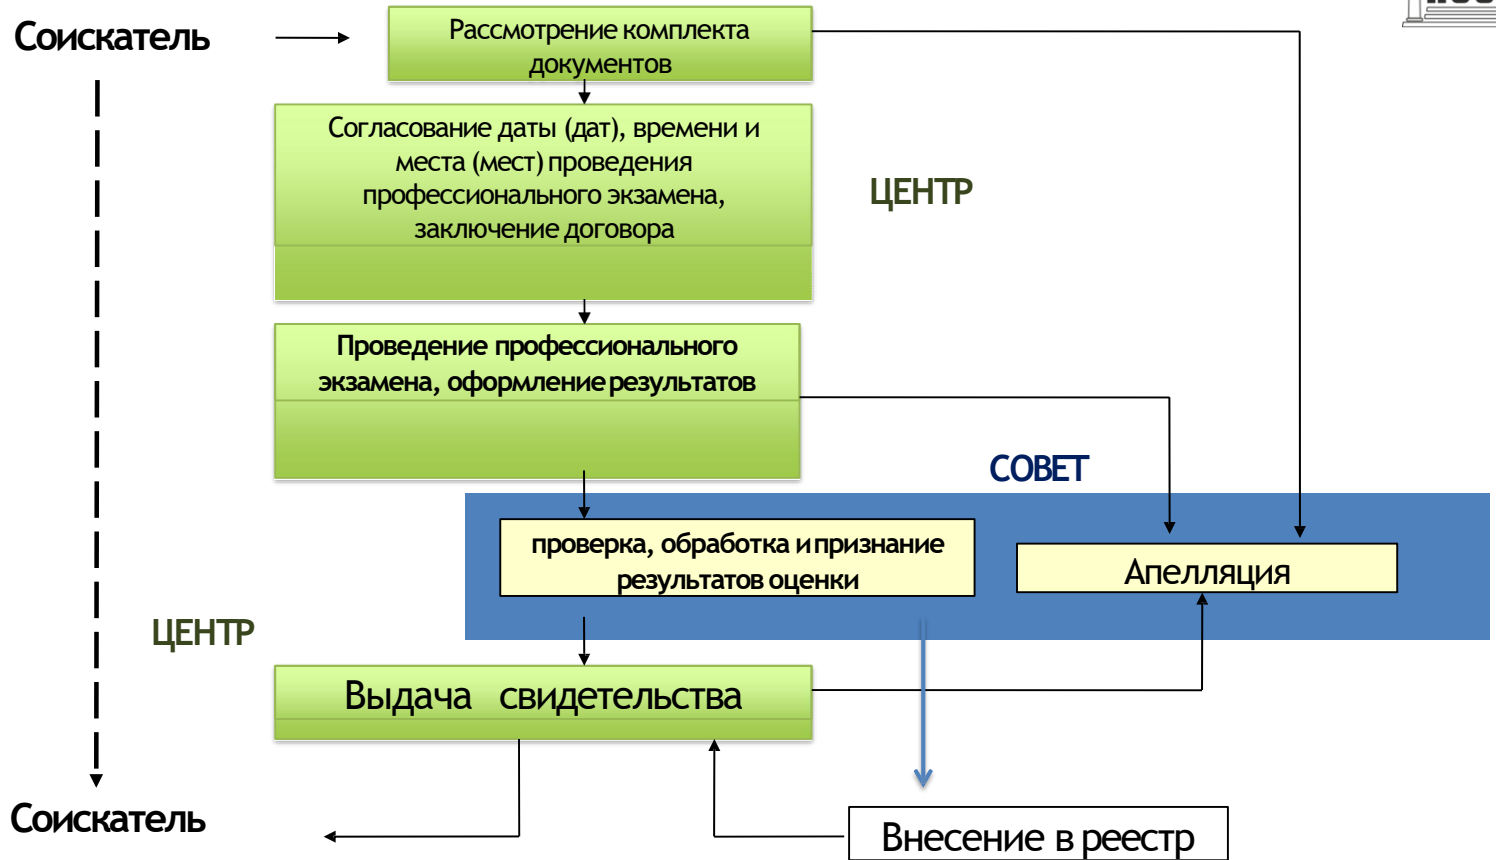 Соискатель
Рассмотрение комплекта
документов
Согласование даты (дат), времени и
места (мест) проведения
профессионального экзамена,
заключение договора
ЦЕНТР
Проведение профессионального
экзамена, оформление результатов
СОВЕТ
проверка, обработка и признание
результатов оценки
Апелляция
ЦЕНТР
Выдача свидетельства
Соискатель
Внесение в реестр